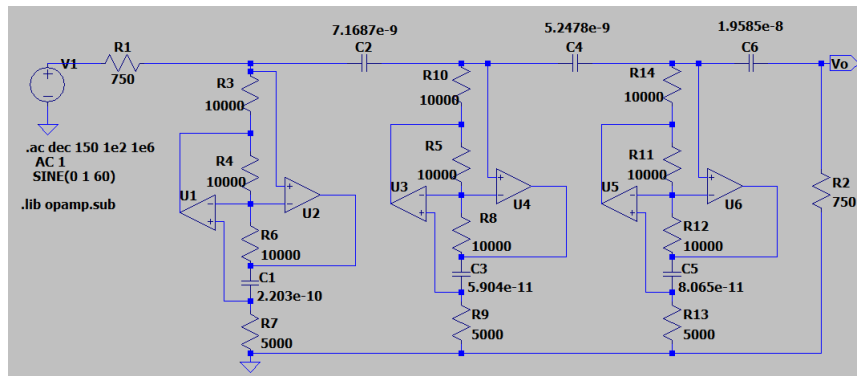 7.1687e-9
5.2478e-9
1.9585e-8
V1
R1
750
C2
C4
C6
Vo
R3
10000
R10
10000
R14
10000
.ac dec 150 1e2 1e6
AC 1
SINE(0 1 60)
.lib opamp.sub
R4
10000
U1
U2
R5
10000
U3
U4
R11
10000
U5
U6
R2
750
R6
10000
R8
10000
R12
10000
C1
2.203e-10
C3
5.904e-11
C5
8.065e-11
R7
5000
R9
5000
R13
5000